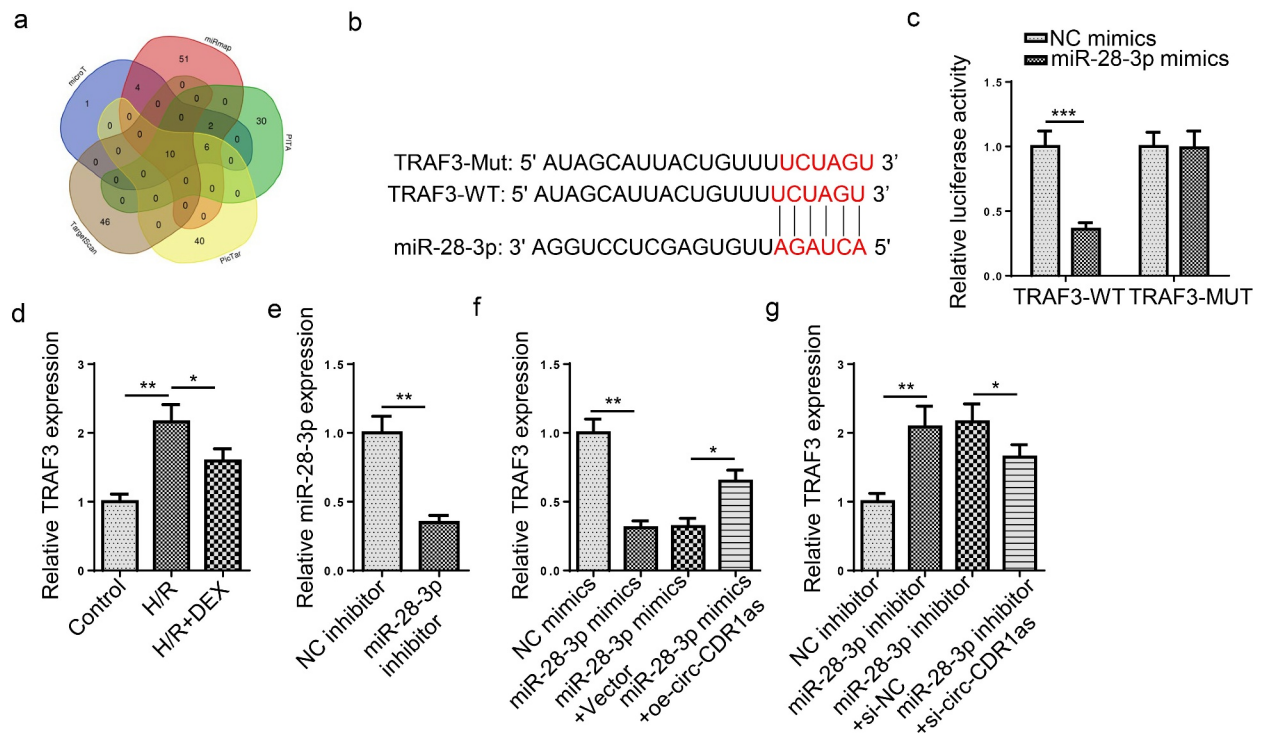 a
miRmap
microT
PITA
TargetScan
PicTar
51
1
4
0
0
30
0
0
0
2
0
0
0
0
0
10
6
0
0
0
0
0
0
0
0
0
46
0
0
40
b
TRAF3-Mut: 5' AUAGCAUUACUGUUUUCUAGU 3'
TRAF3-WT: 5' AUAGCAUUACUGUUUUCUAGU 3'
miR-28-3p: 3' AGGUCCUCGAGUGUUAGAUCA 5'
c
NC mimics
miR-28-3p mimics
Relative luciferase activity
1.5
1.0
0.5
0.0
***
TRAF3-WT TRAF3-MUT
d
Relative TRAF3 expression
3
2
1
0
** *
Control
H/R
H/R+DEX
e
Relative miR-28-3p expression
1.5
1.0
0.5
0.0
**
NC inhibitor
miR-28-3p
inhibitor
f
Relative TRAF3 expression
1.5
1.0
0.5
0.0
** *
NC mimics
miR-28-3p mimics
miR-28-3p mimics
+Vector
miR-28-3p mimics
+oe-circ-CDR1as
g
Relative TRAF3 expression
3
2
1
0
** *
NC inhibitor
miR-28-3p inhibitor
miR-28-3p inhibitor
+si-NC
miR-28-3p inhibitor
+si-circ-CDR1as